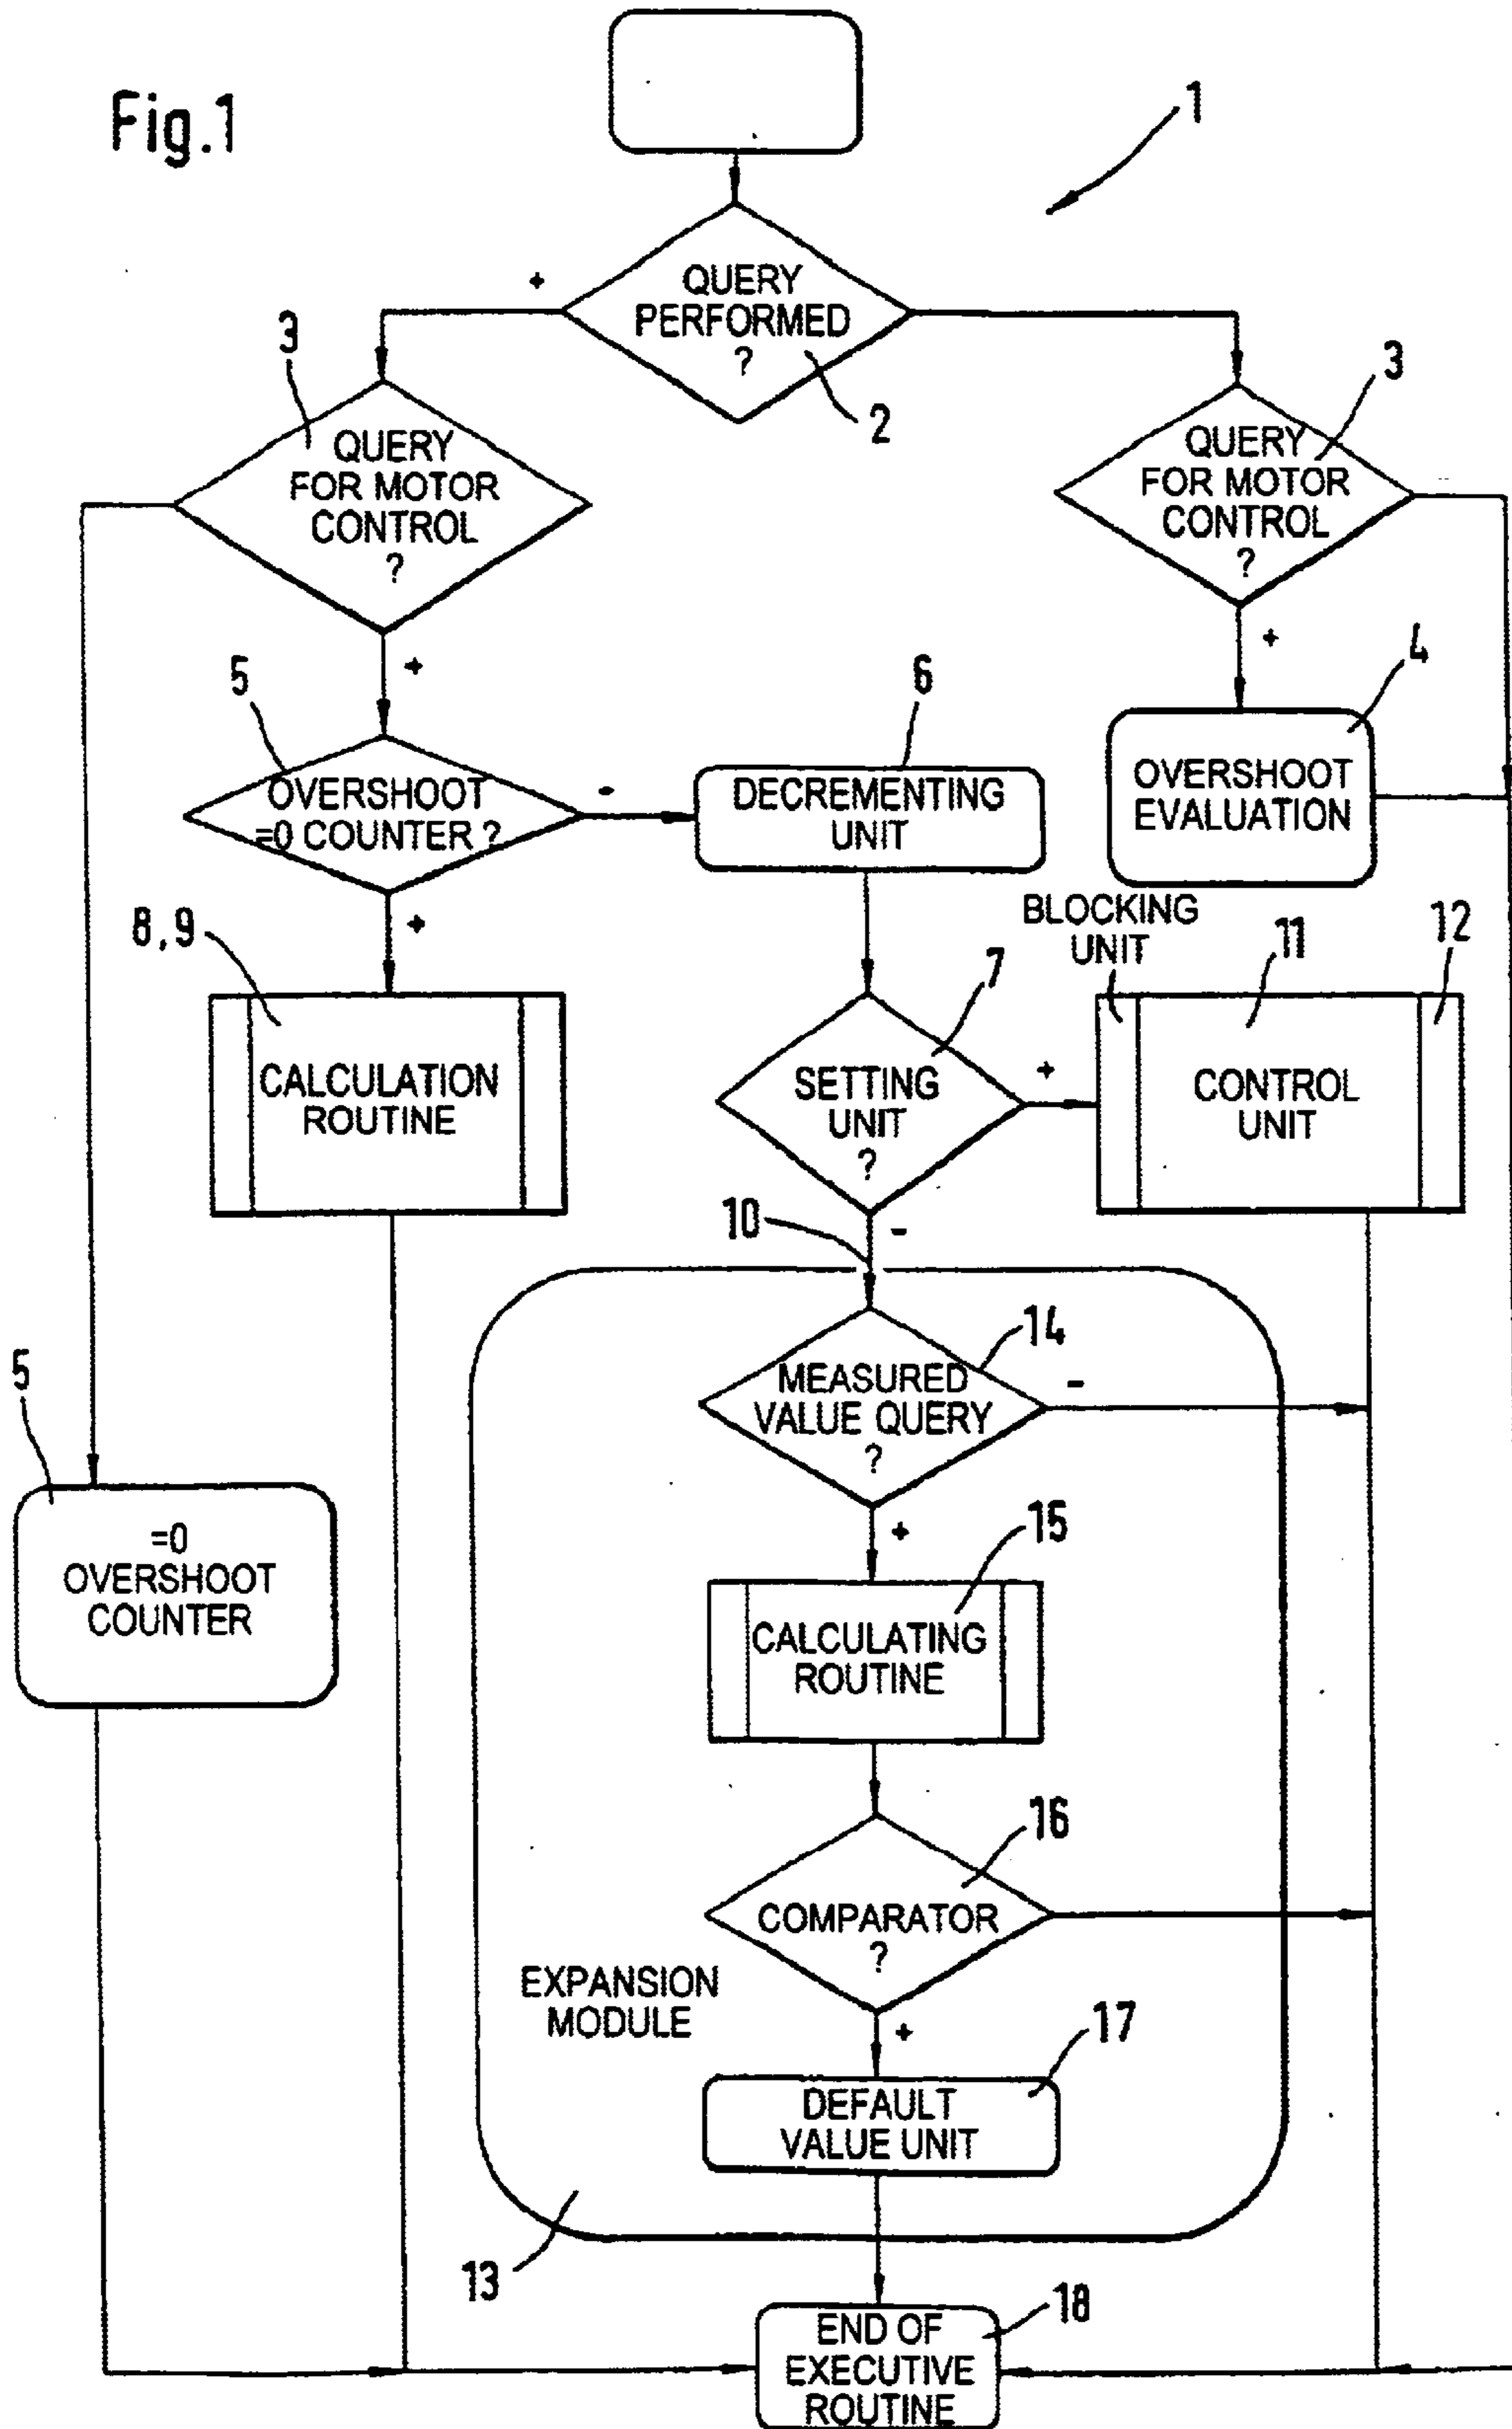 Fig.1
1
+
QUERY
PERFORMED
?
2
3
QUERY
FOR MOTOR
CONTROL
?
+
3
QUERY
FOR MOTOR
CONTROL
?
+
5
OVERSHOOT
=0 COUNTER ?
-
+
6
DECREMENTING
UNIT
4
OVERSHOOT
EVALUATION
8,9
CALCULATION
ROUTINE
7
SETTING
UNIT
?
+
-
BLOCKING
UNIT
11
12
CONTROL
UNIT
10
14
MEASURED
VALUE QUERY
?
-
+
5
=0
OVERSHOOT
COUNTER
15
CALCULATING
ROUTINE
16
COMPARATOR
?
+
EXPANSION
MODULE
17
DEFAULT
VALUE UNIT
13
18
END OF
EXECUTIVE
ROUTINE